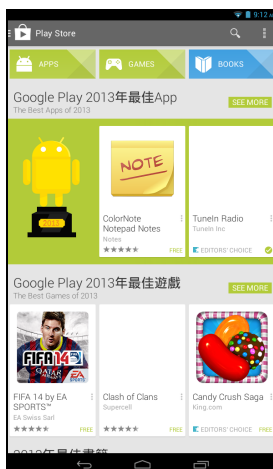 9:12
Play Store
APPS
GAMES
BOOKS
Google Play 2013年最佳App
The Best Apps of 2013
SEE MORE
2013
NOTE
ColorNote
Notepad Notes
Notes
FREE
TuneIn Radio
TuneIn Inc
EDITORS' CHOICE
Google Play 2013年最佳遊戲
The Best Games of 2013
SEE MORE
FIFA 14
QATAR AIRWAYS
EA SPORTS
FIFA 14 by EA
SPORTS™
EA Swiss Sarl
FREE
Clash of Clans
Supercell
FREE
Candy Crush Saga
King.com
EDITORS' CHOICE
FREE